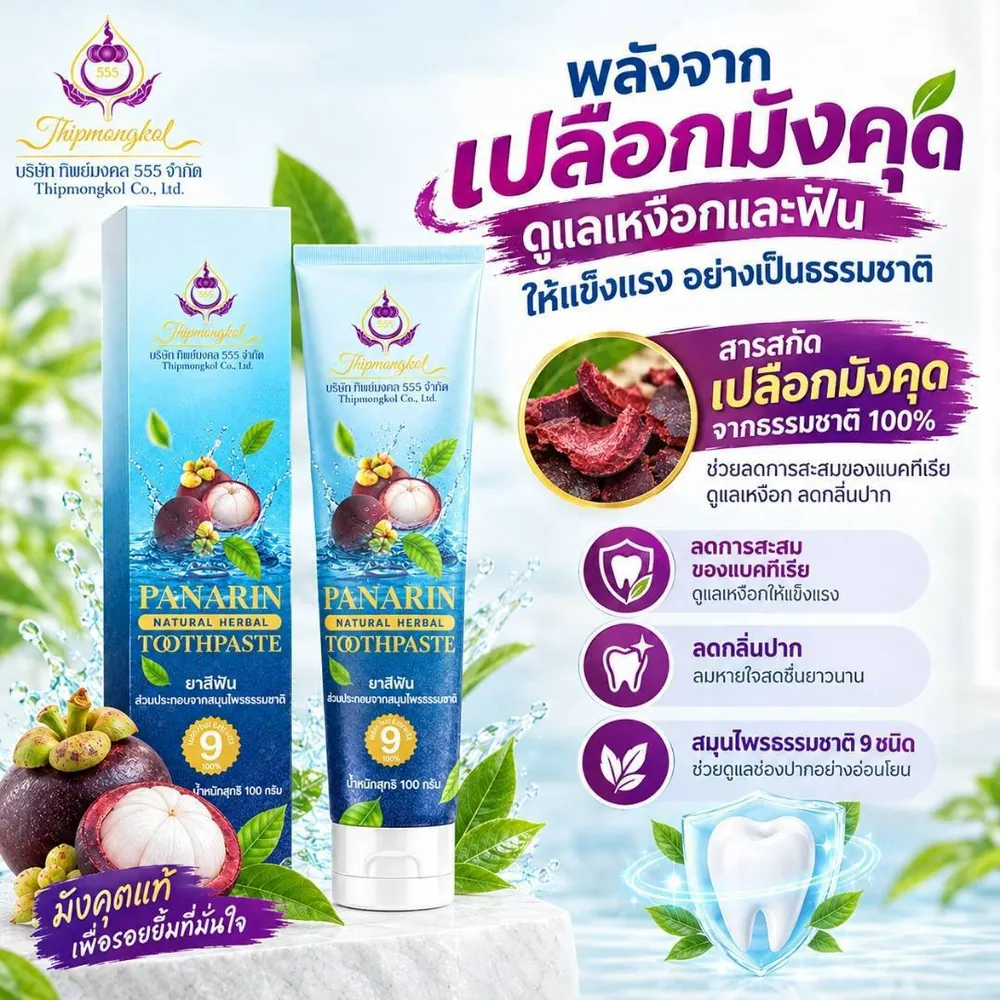 555
Thipmongkol
บริษัท ทิพย์มงคล 555 จำกัด
Thipmongkol Co., Ltd.
พลังจาก
เปลือกมังคุด
ดูแลเหงือกและฟัน
ให้แข็งแรง อย่างเป็นธรรมชาติ
สารสกัด
เปลือกมังคุด
จากธรรมชาติ 100%
ช่วยลดการสะสมของแบคทีเรีย
ดูแลเหงือก ลดกลิ่นปาก
ลดการสะสม
ของแบคทีเรีย
ดูแลเหงือกให้แข็งแรง
ลดกลิ่นปาก
ลมหายใจสดชื่นยาวนาน
สมุนไพรธรรมชาติ 9 ชนิด
ช่วยดูแลช่องปากอย่างอ่อนโยน
555
Thipmongkol
บริษัท ทิพย์มงคล 555 จำกัด
Thipmongkol Co., Ltd.
PANARIN
NATURAL HERBAL
TOOTHPASTE
ยาสีฟัน
ส่วนประกอบจากสมุนไพรธรรมชาติ
9
100%
น้ำหนักสุทธิ 100 กรัม
555
Thipmongkol
บริษัท ทิพย์มงคล 555 จำกัด
Thipmongkol Co., Ltd.
PANARIN
NATURAL HERBAL
TOOTHPASTE
ยาสีฟัน
ส่วนประกอบจากสมุนไพรธรรมชาติ
9
100%
น้ำหนักสุทธิ 100 กรัม
มังคุดแท้
เพื่อรอยยิ้มที่มั่นใจ